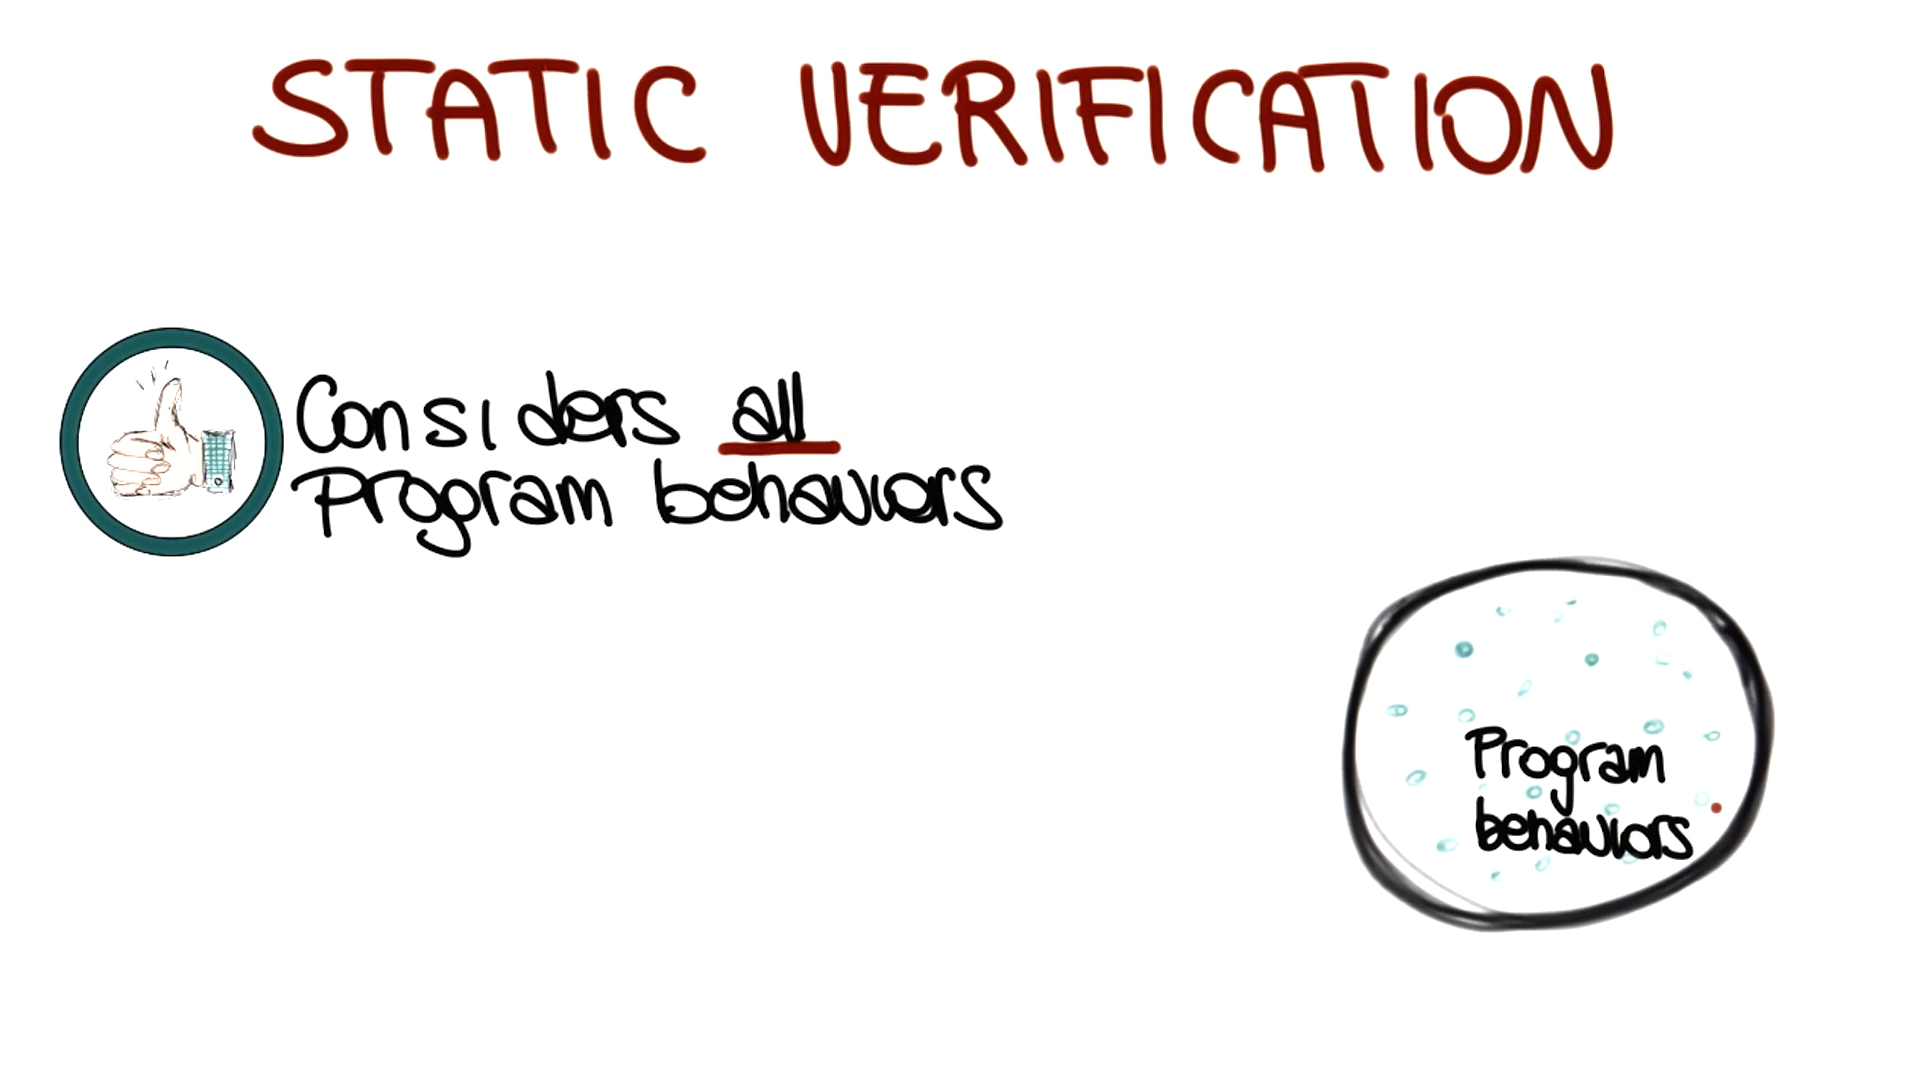 STATIC VERIFICATION
Considers all
Program behaviors
Program
behaviors